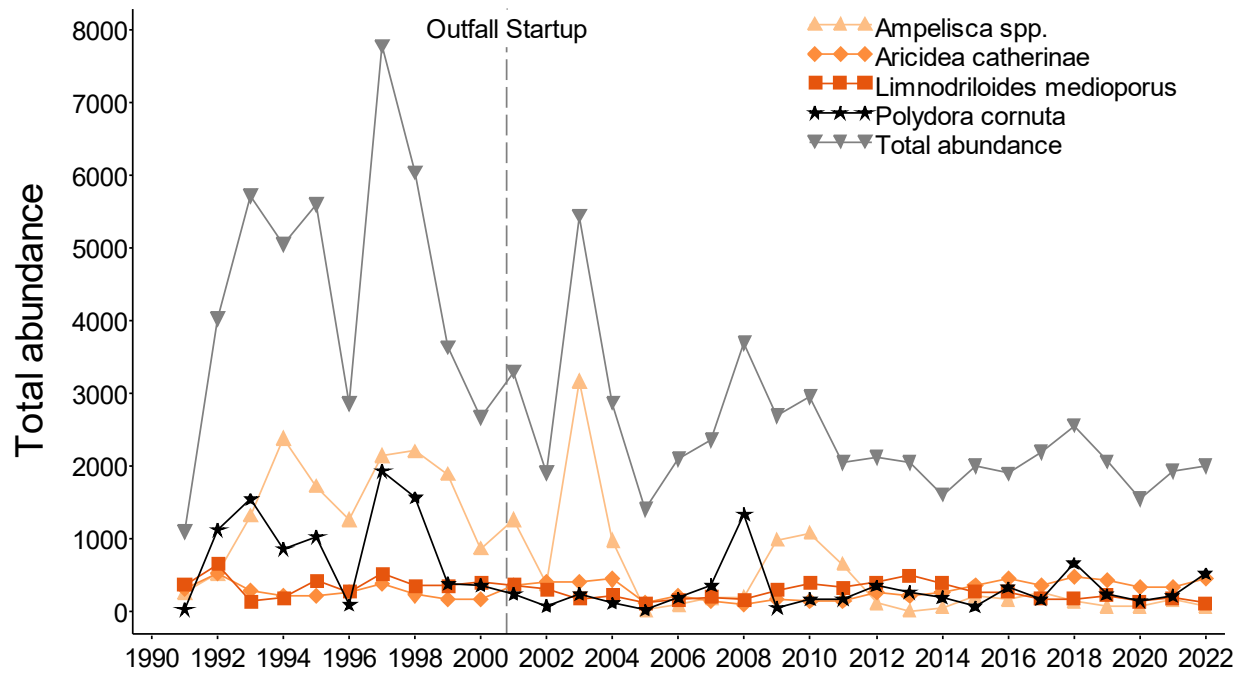 Outfall Startup
Ampelisca spp.
Aricidea catherinae
Limnodriloides medioporus
Polydora cornuta
Total abundance
Total abundance
8000
7000
6000
5000
4000
3000
2000
1000
0
1990 1992 1994 1996 1998 2000 2002 2004 2006 2008 2010 2012 2014 2016 2018 2020 2022